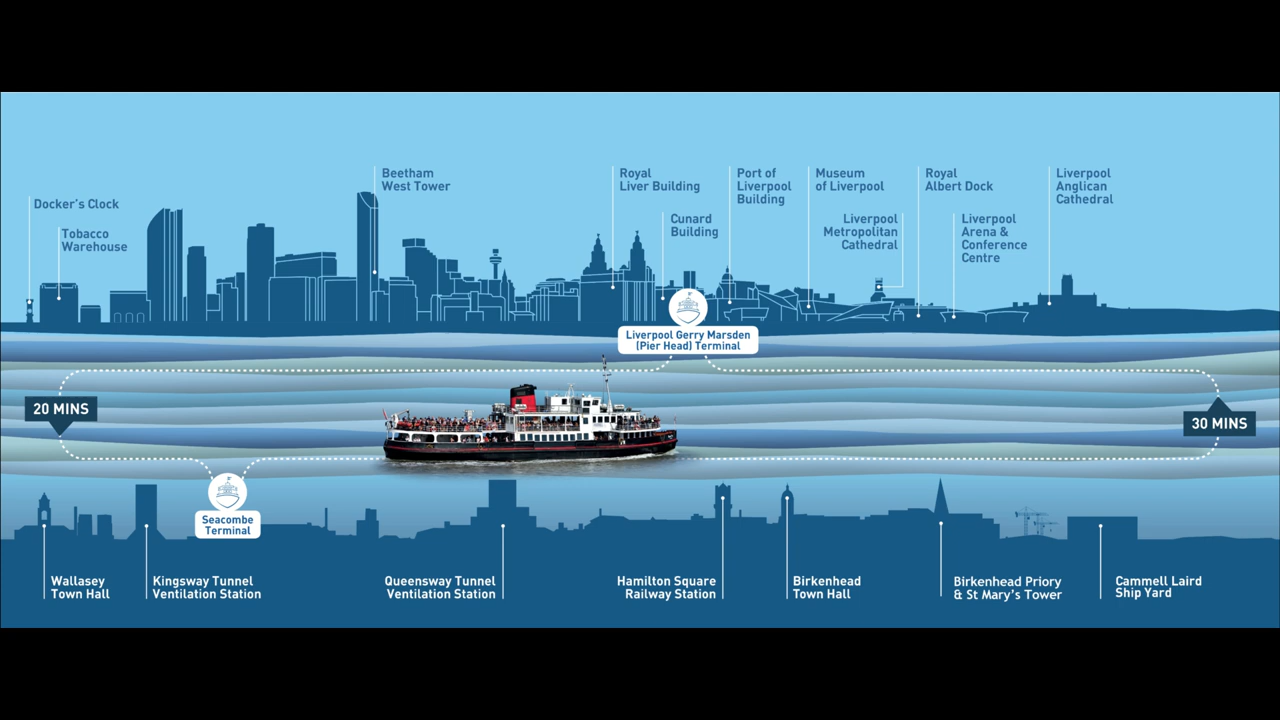 Docker's Clock
Tobacco
Warehouse
Beetham
West Tower
Royal
Liver Building
Cunard
Building
Port of
Liverpool
Building
Museum
of Liverpool
Liverpool
Metropolitan
Cathedral
Royal
Albert Dock
Liverpool
Arena &
Conference
Centre
Liverpool
Anglican
Cathedral
Liverpool Gerry Marsden
(Pier Head) Terminal
20 MINS
30 MINS
Seacombe
Terminal
Wallasey
Town Hall
Kingsway Tunnel
Ventilation Station
Queensway Tunnel
Ventilation Station
Hamilton Square
Railway Station
Birkenhead
Town Hall
Birkenhead Priory
& St Mary's Tower
Cammell Laird
Ship Yard